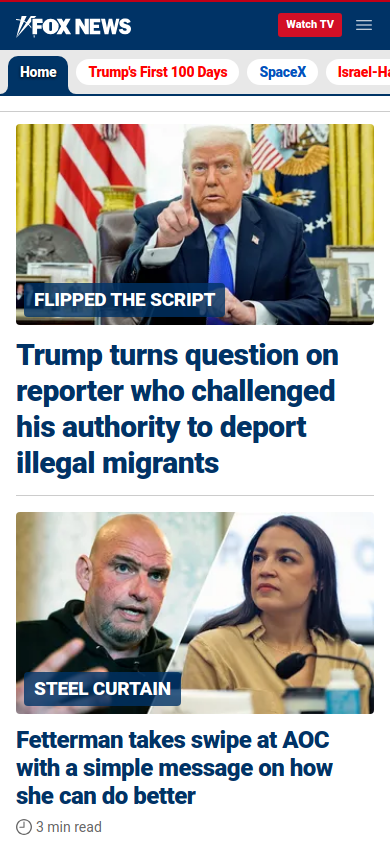 FOX NEWS
Watch TV
Home
Trump's First 100 Days
SpaceX
Israel-Ha
FLIPPED THE SCRIPT
Trump turns question on
reporter who challenged
his authority to deport
illegal migrants
STEEL CURTAIN
Fetterman takes swipe at AOC
with a simple message on how
she can do better
3 min read